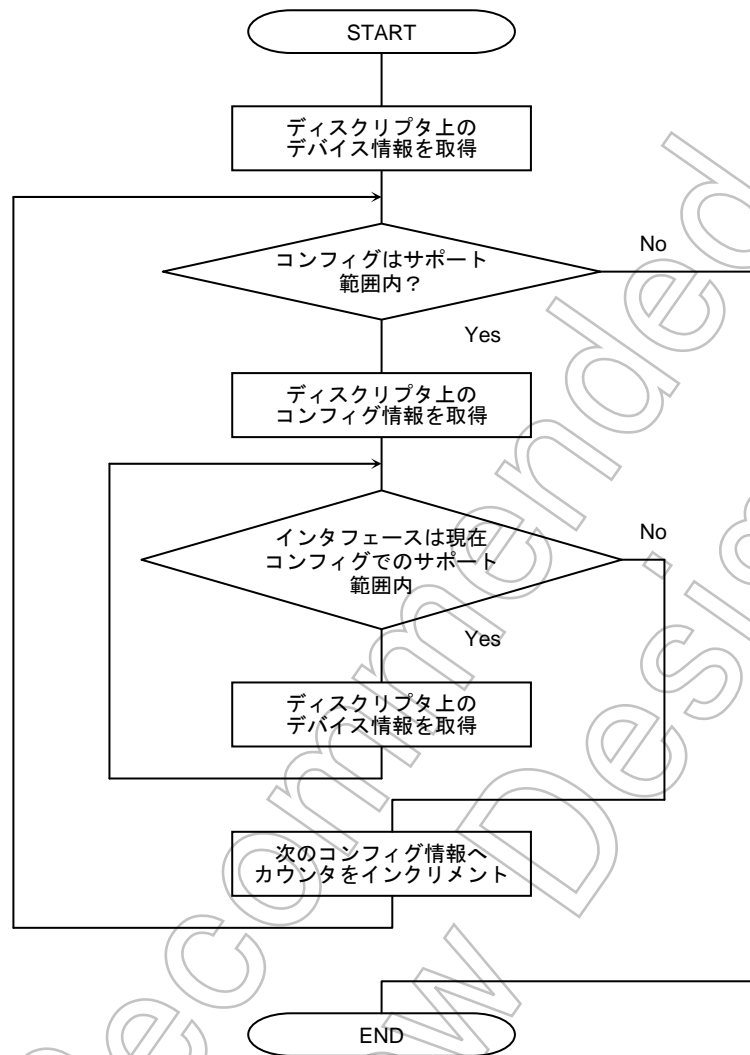 START
ディスクリプタ上の
デバイス情報を取得
コンフィグはサポート
範囲内？
No
Yes
ディスクリプタ上の
コンフィグ情報を取得
インタフェースは現在
コンフィグでのサポート
範囲内
No
Yes
ディスクリプタ上の
デバイス情報を取得
次のコンフィグ情報へ
カウンタをインクリメント
END
ecommended
w Desig